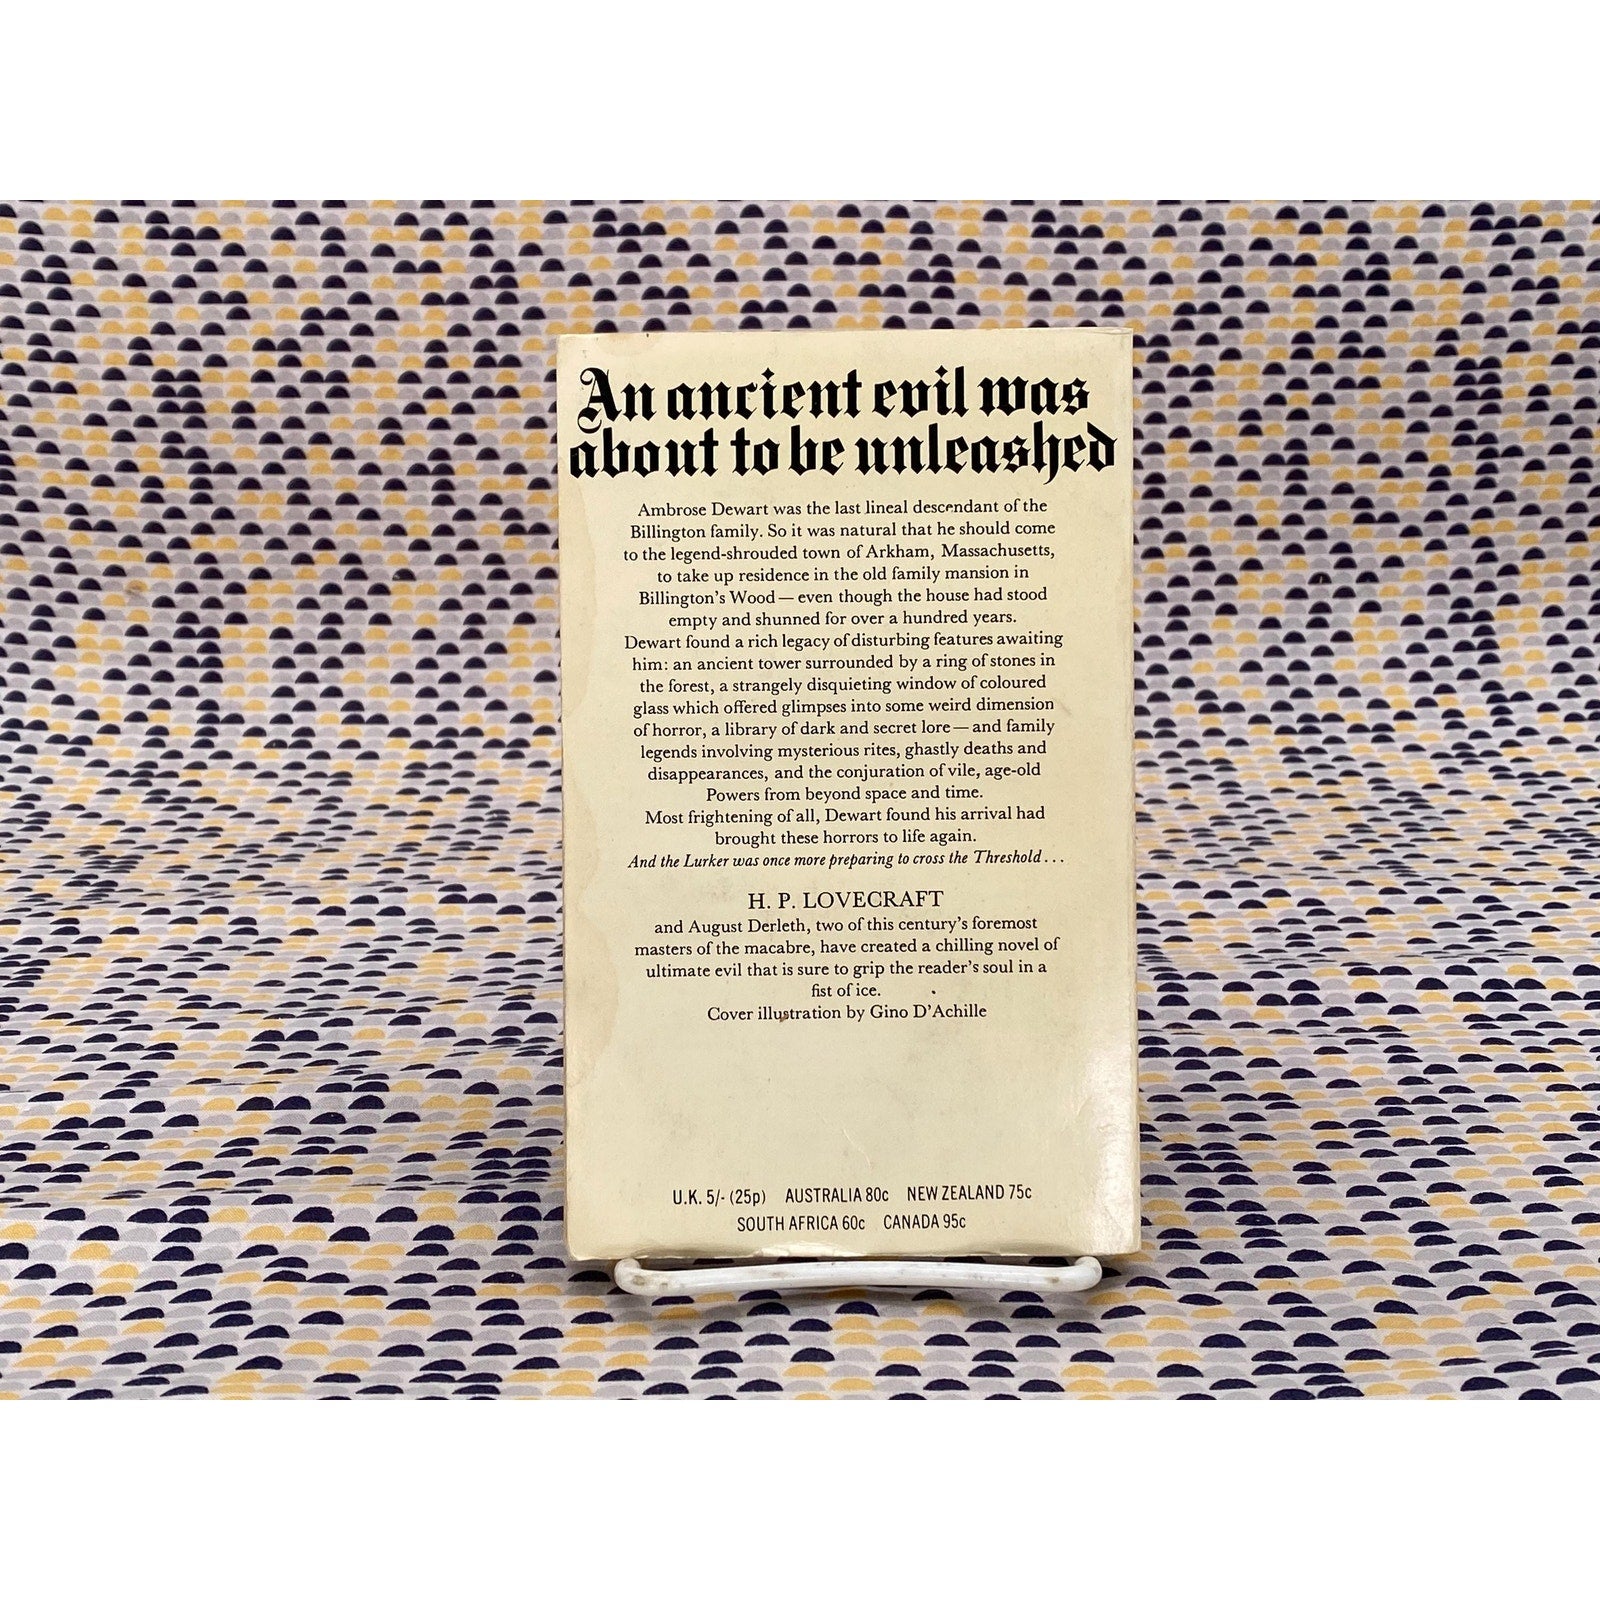 An ancient evil was
about to be unleashed
Ambrose Dewart was the last lineal descendant of the
Billington family. So it was natural that he should come
to the legend-shrouded town of Arkham, Massachusetts,
to take up residence in the old family mansion in
Billington's Wood — even though the house had stood
empty and shunned for over a hundred years.
Dewart found a rich legacy of disturbing features awaiting
him: an ancient tower surrounded by a ring of stones in
the forest, a strangely disquieting window of coloured
glass which offered glimpses into some weird dimension
of horror, a library of dark and secret lore — and family
legends involving mysterious rites, ghastly deaths and
disappearances, and the conjuration of vile, age-old
Powers from beyond space and time.
Most frightening of all, Dewart found his arrival had
brought these horrors to life again.
And the Lurker was once more preparing to cross the Threshold . . .
H. P. LOVECRAFT
and August Derleth, two of this century's foremost
masters of the macabre, have created a chilling novel of
ultimate evil that is sure to grip the reader's soul in a
fist of ice.
Cover illustration by Gino D'Achille
U.K. 5/- (25p) AUSTRALIA 80c NEW ZEALAND 75c
SOUTH AFRICA 60c CANADA 95c